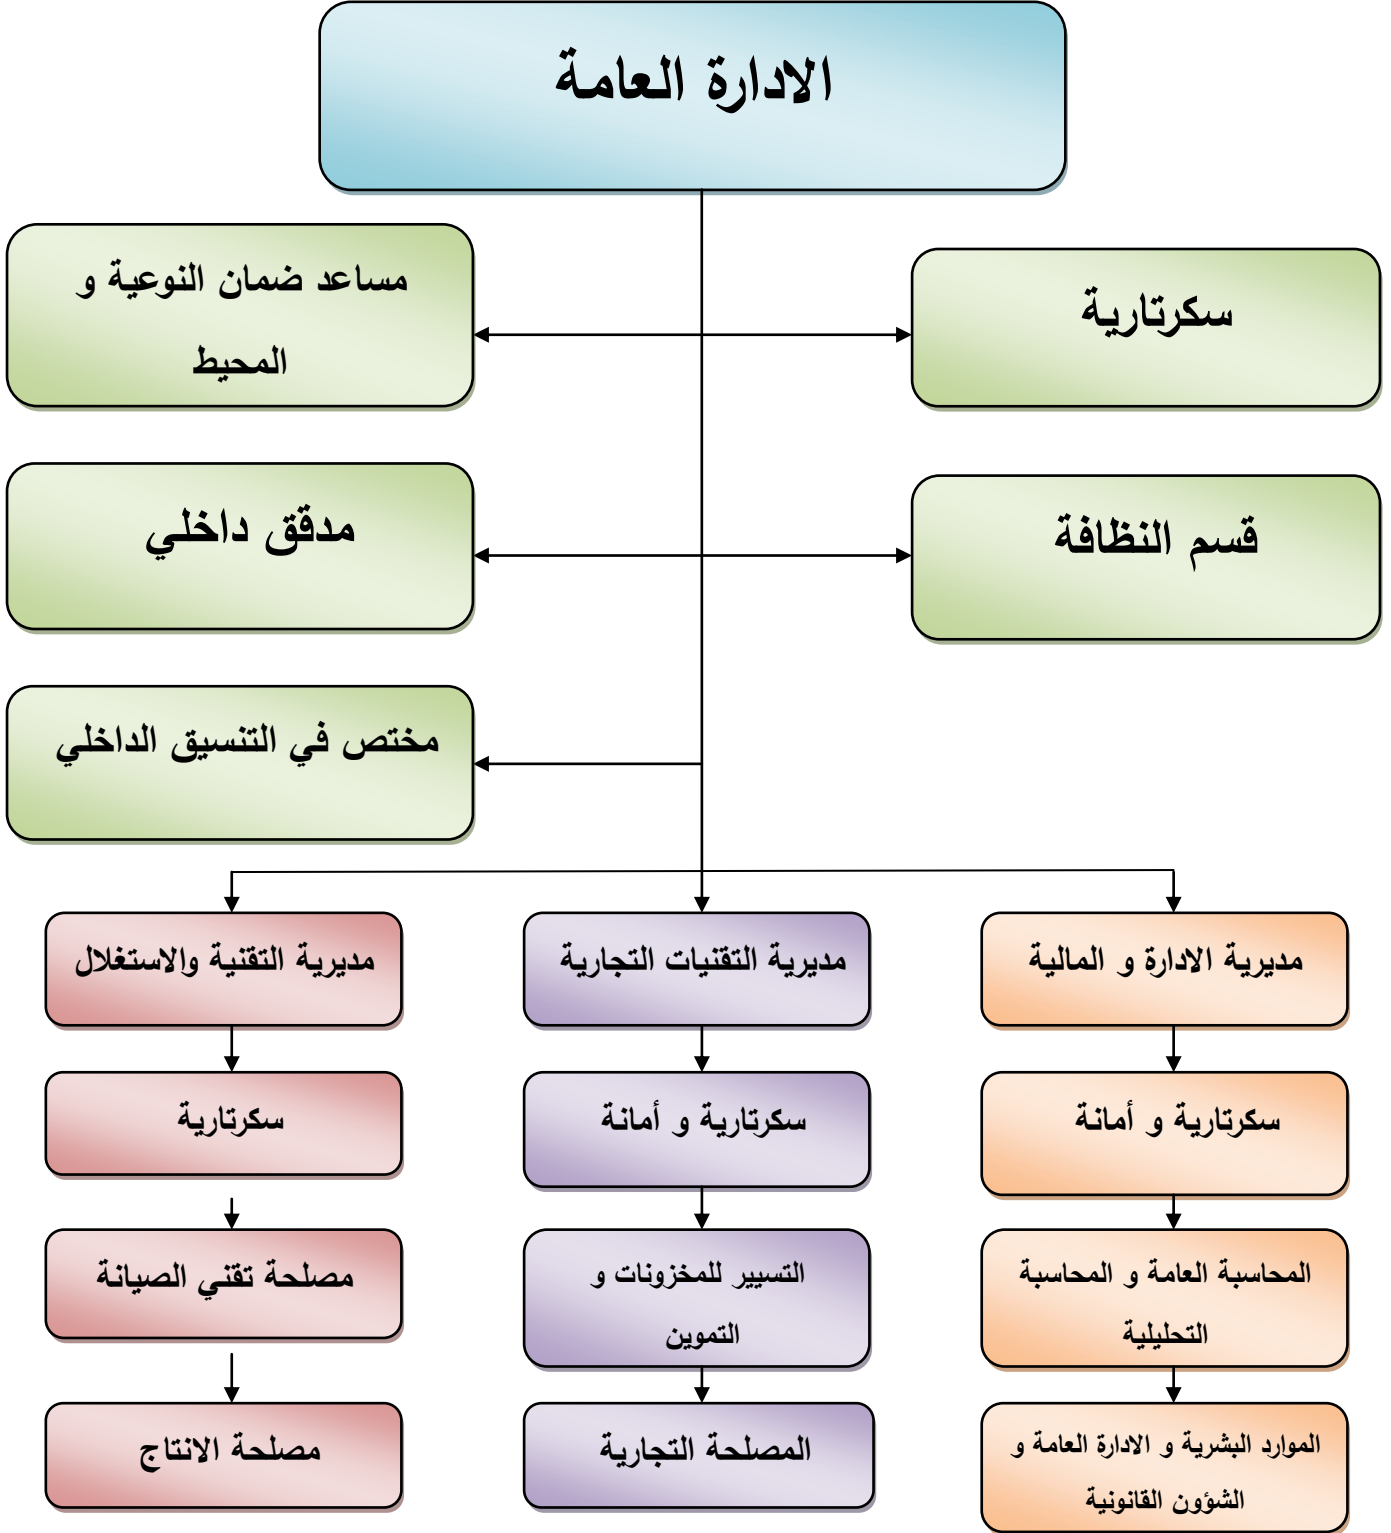 الادارة العامة
سكرتارية
مساعد ضمان النوعية و
المحيط
قسم النظافة
مدقق داخلي
مختص في التنسيق الداخلي
مديرية الادارة و المالية
مديرية التقنيات التجارية
مديرية التقنية والاستغلال
سكرتارية و أمانة
سكرتارية و أمانة
سكرتارية
المحاسبة العامة و المحاسبة
التحليلية
التسيير للمخزونات و
التموين
مصلحة تقني الصيانة
الموارد البشرية و الادارة العامة و
الشؤون القانونية
المصلحة التجارية
مصلحة الانتاج